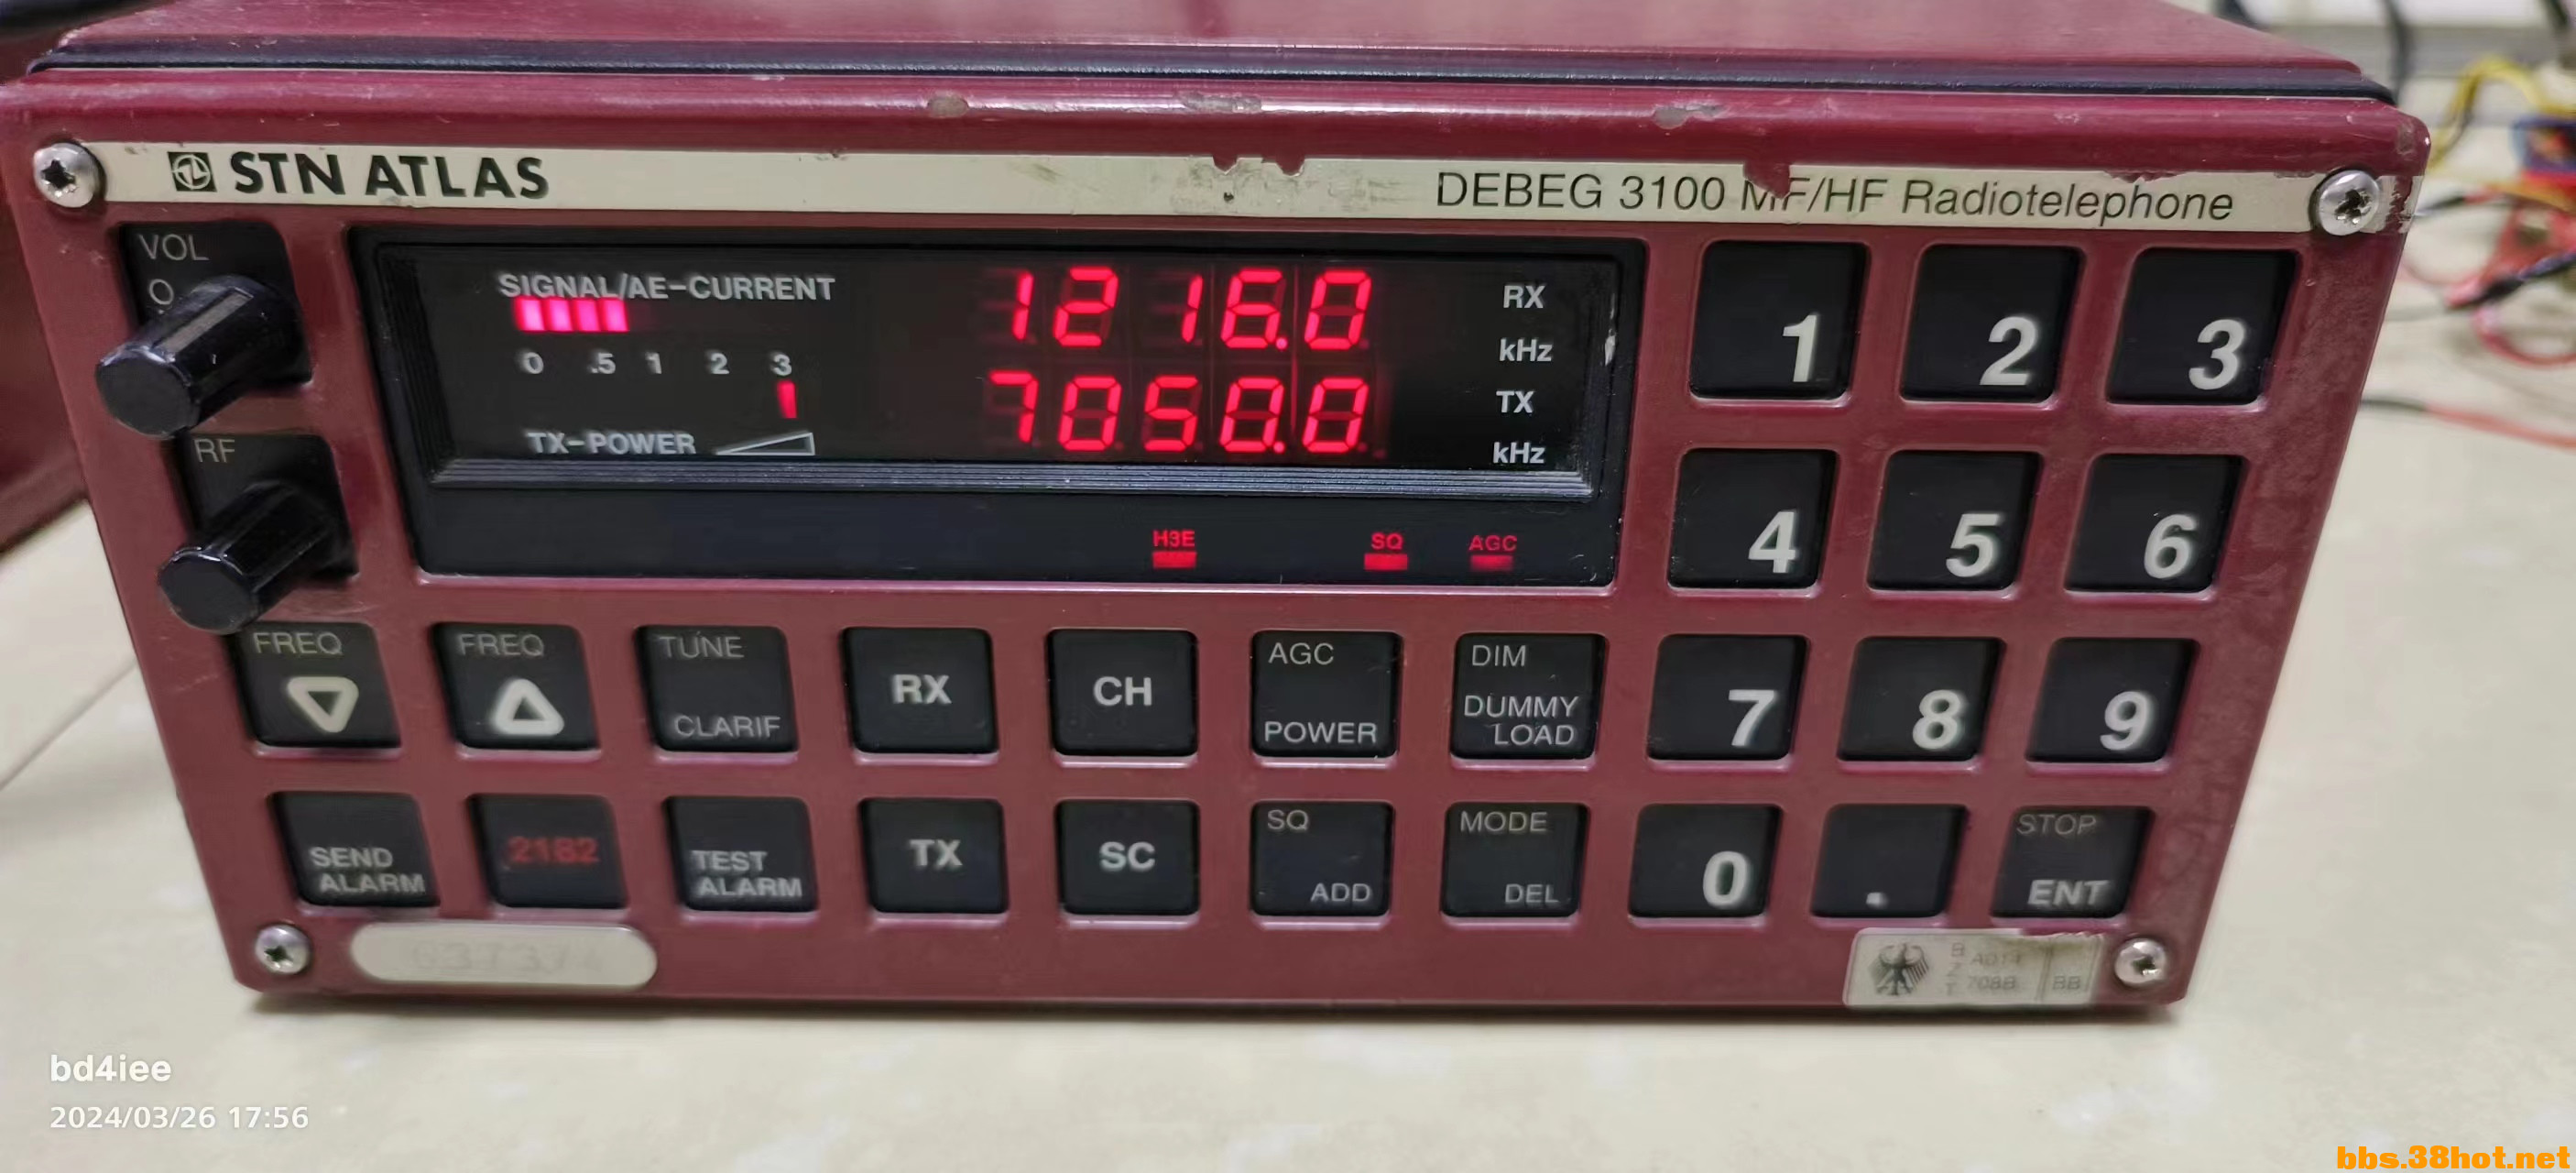 STN ATLAS
DEBEG 3100 MF/HF Radiotelephone
VOL
O
SIGNAL/AE-CURRENT
1216.0
RX
kHz
0 .5 1 2 3
7050.0
TX
kHz
TX-POWER
RF
H3E SQ AGC
1 2 3
4 5 6
FREQ
FREQ
TUNE
CLARIF
RX
CH
AGC
POWER
DIM
DUMMY
LOAD
7 8 9
SEND
ALARM
2182
TEST
ALARM
TX
SC
SQ
ADD
MODE
DEL
0 .
STOP
ENT
BZT
708B
BB
bd4iee
2024/03/26 17:56
bbs.38hot.net